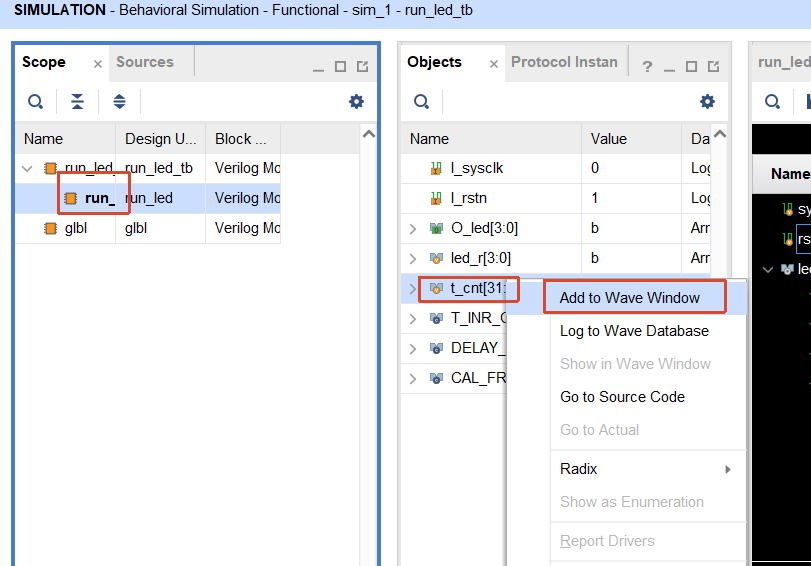 SIMULATION - Behavioral Simulation - Functional - sim_1 - run_led_tb
Scope × Sources
Objects × Protocol Instan ?
run_led
Name Design U... Block ...
run_led_ run_led_tb Verilog Mo
run_ run_led Verilog Mo
glbl glbl Verilog Mo
Name Value Da
I_sysclk 0 Log
I_rstn 1 Log
O_led[3:0] b Arr
led_r[3:0] b Arr
t_cnt[31:
T_INR_C
DELAY_
CAL_FR
Add to Wave Window
Log to Wave Database
Show in Wave Window
Go to Source Code
Go to Actual
Radix
Show as Enumeration
Report Drivers
Name
sy
rs
led